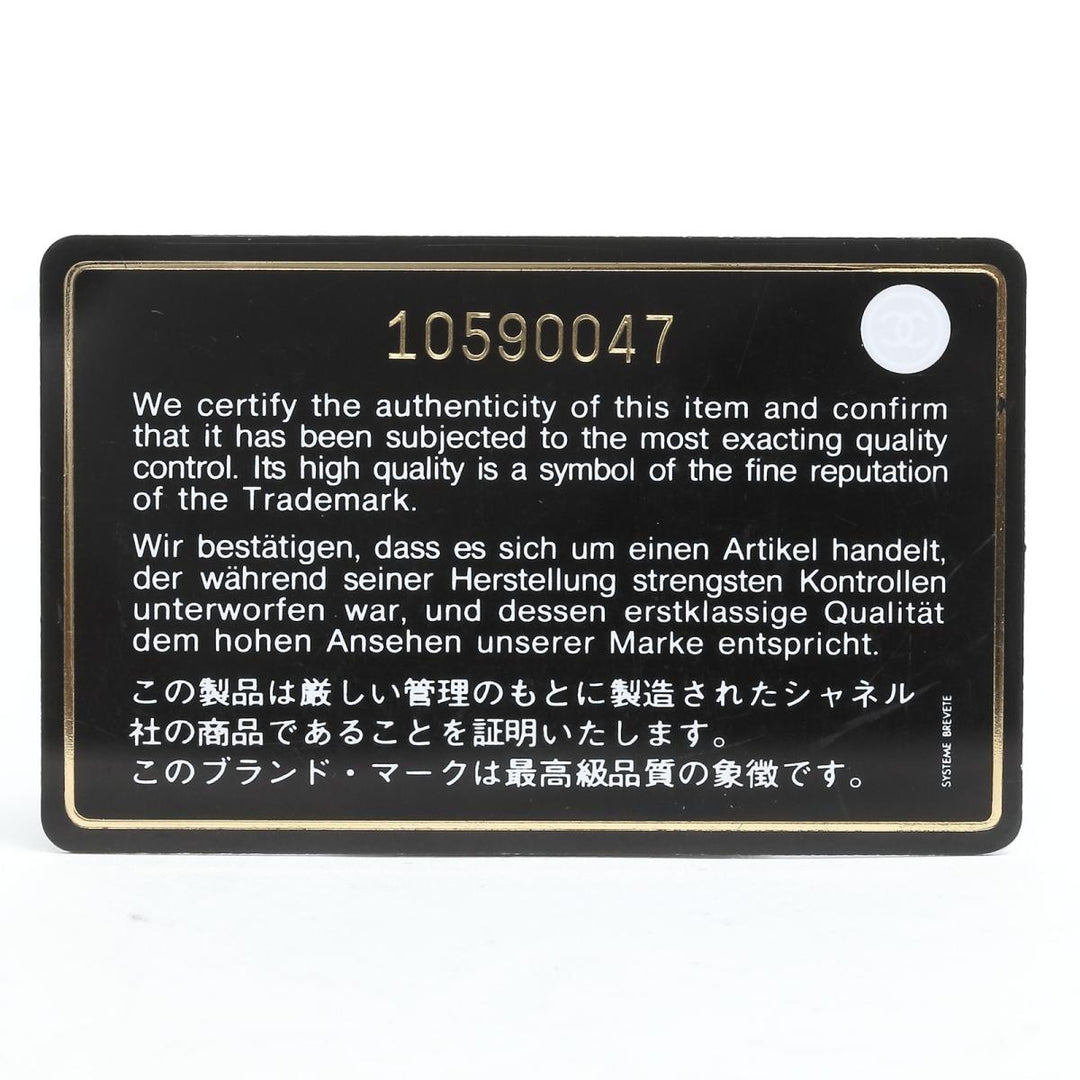 10590047
We certify the authenticity of this item and confirm
that it has been subjected to the most exacting quality
control. Its high quality is a symbol of the fine reputation
of the Trademark.
Wir bestätigen, dass es sich um einen Artikel handelt,
der während seiner Herstellung strengsten Kontrollen
unterworfen war, und dessen erstklassige Qualität
dem hohen Ansehen unserer Marke entspricht.
この製品は厳しい管理のもとに製造されたシャネル
社の商品であることを証明いたします。
このブランド・マークは最高級品質の象徴です。
SYSTEME BREVETE